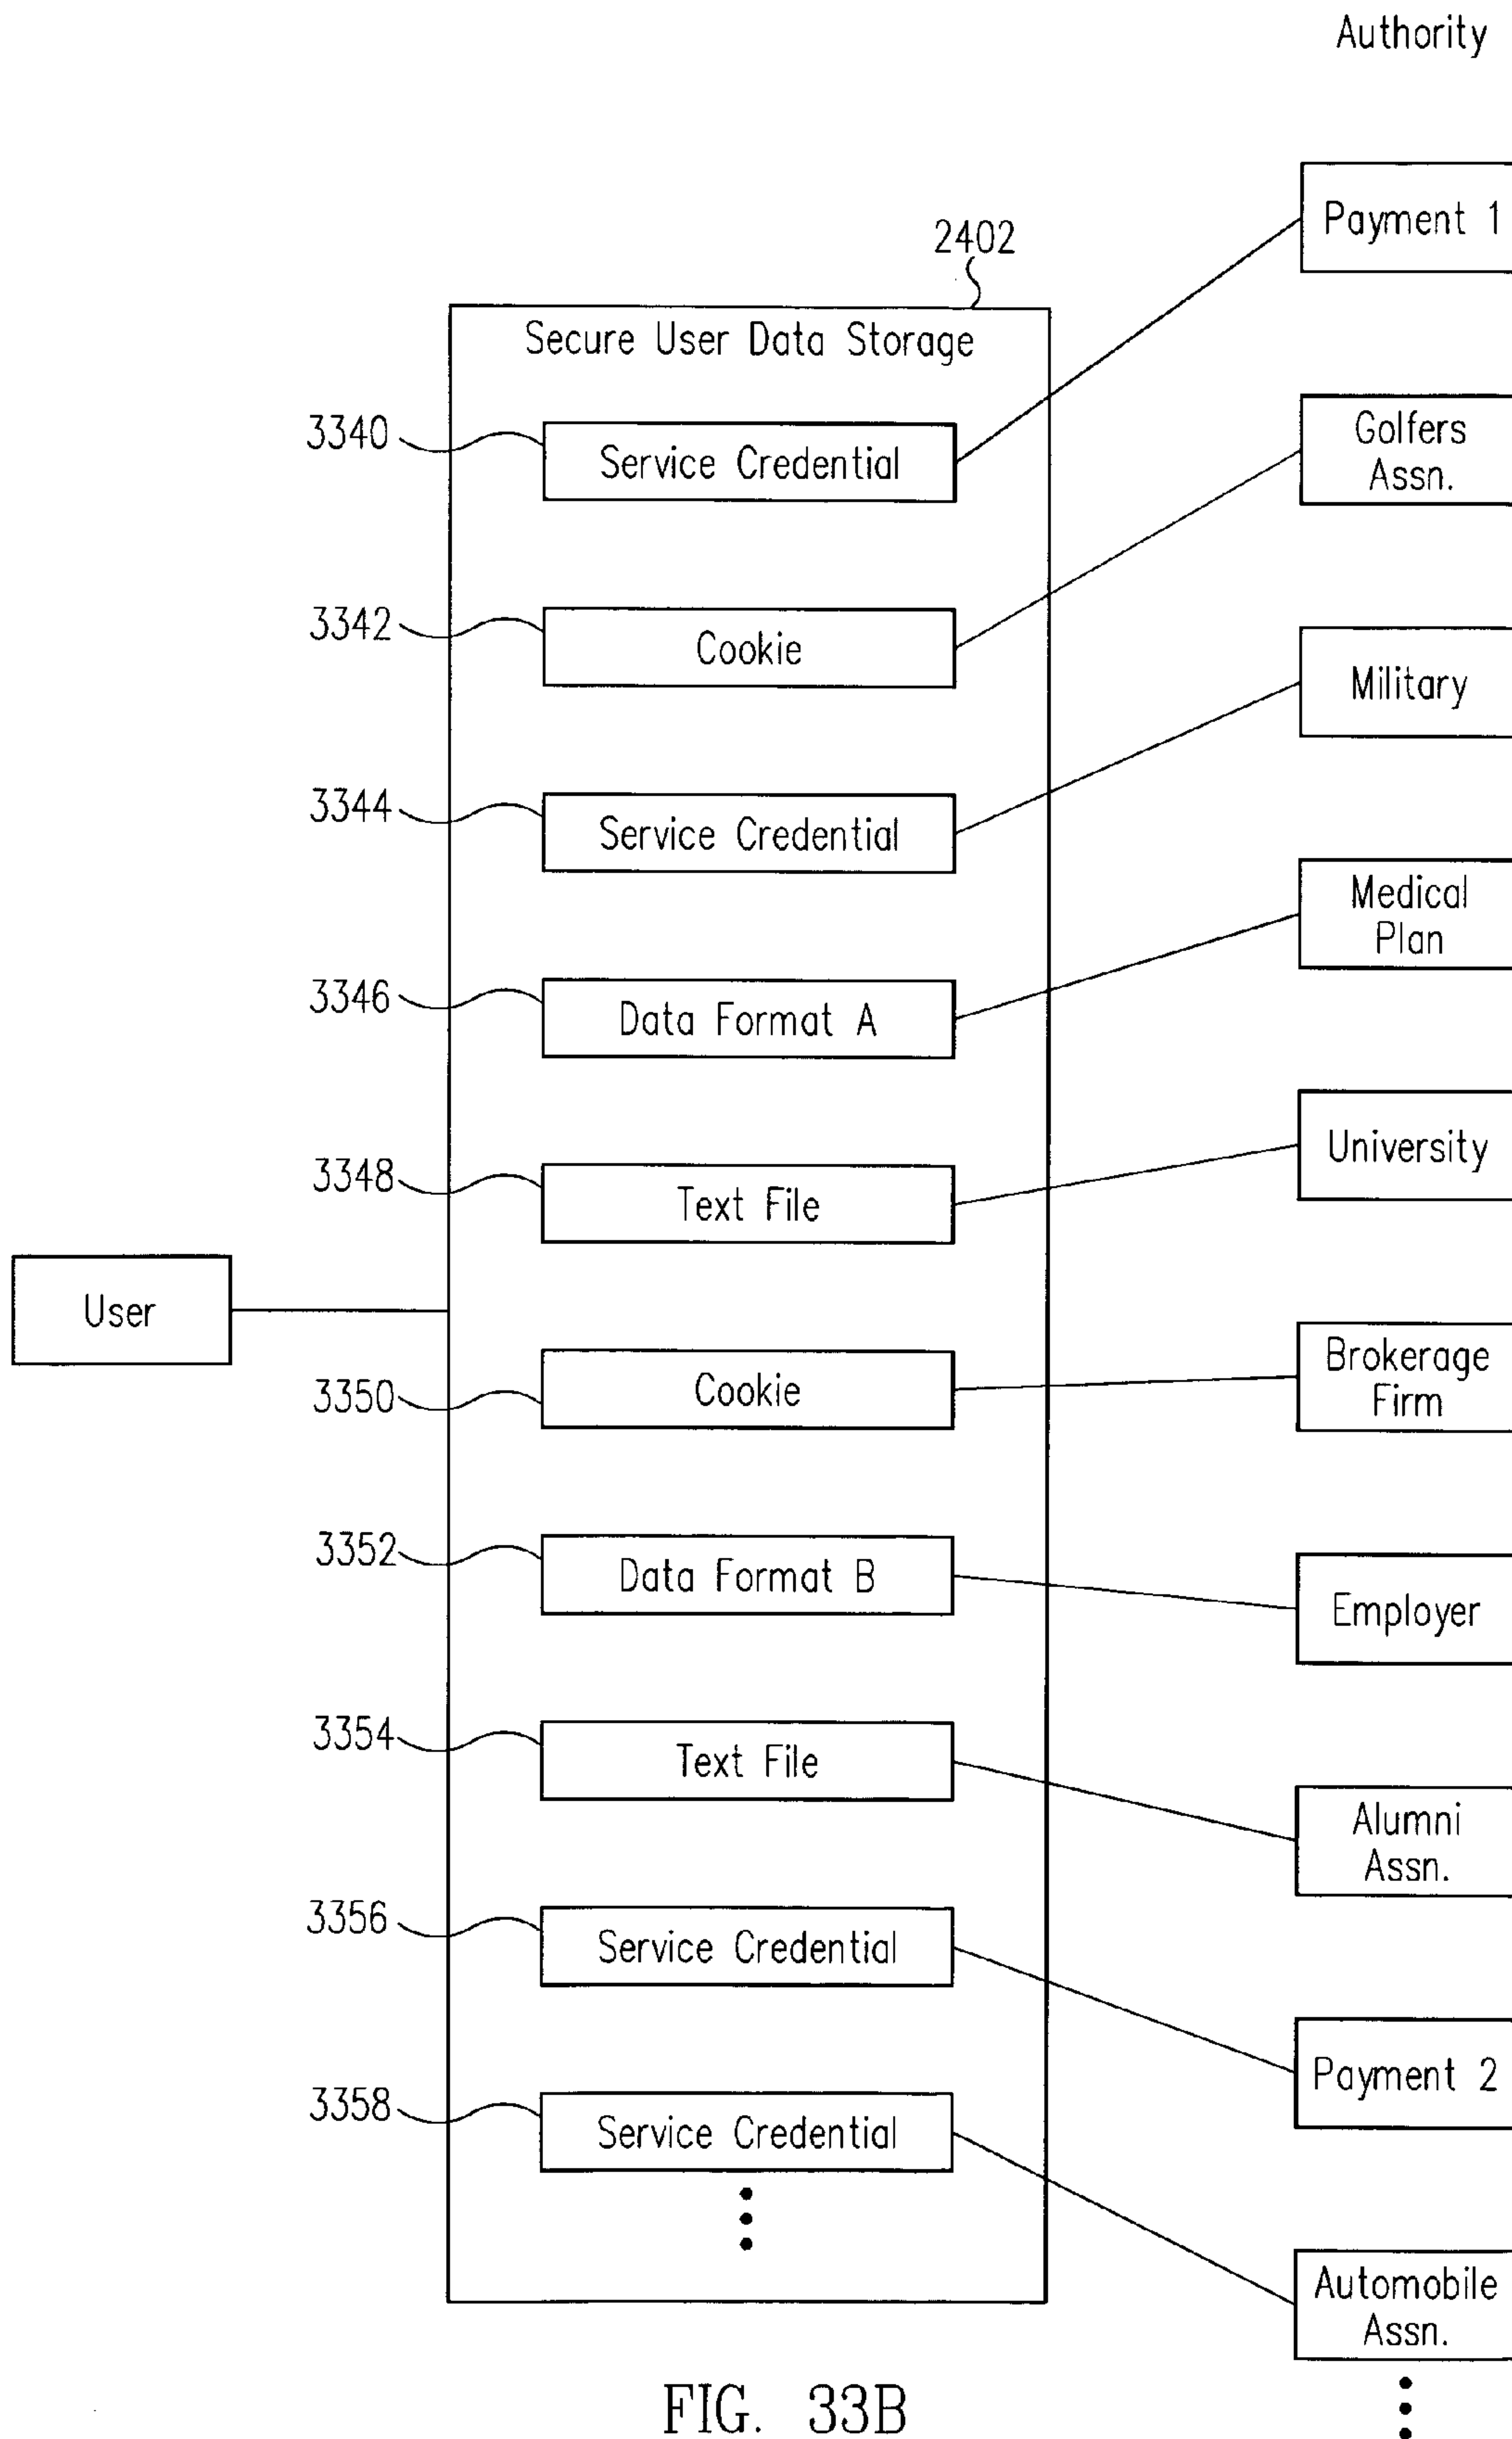 Authority
Payment 1
2402
Secure User Data Storage
3340
Service Credential
Golfers
Assn.
3342
Cookie
Military
3344
Service Credential
Medical
Plan
3346
Data Format A
University
3348
Text File
User
Brokerage
Firm
3350
Cookie
3352
Data Format B
Employer
3354
Text File
Alumni
Assn.
3356
Service Credential
Payment 2
3358
Service Credential
Automobile
Assn.
FIG. 33B